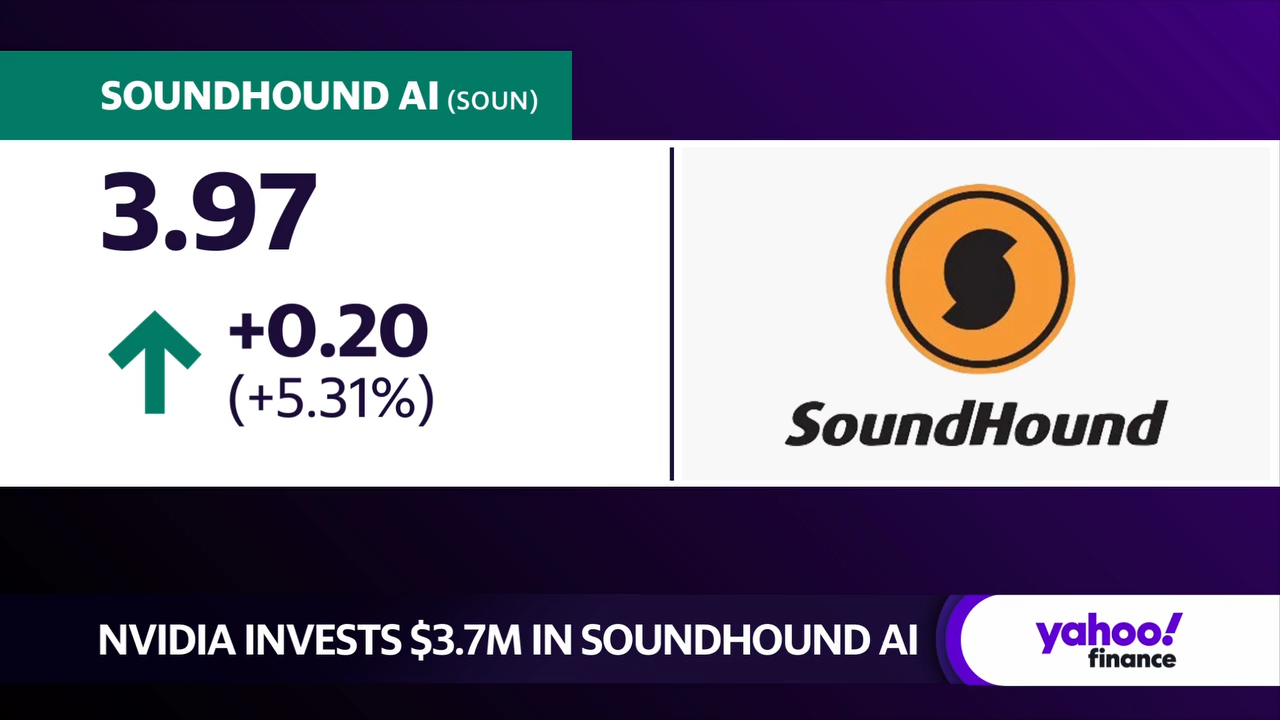 SOUNDHOUND AI (SOUN)
3.97
+0.20
(+5.31%)
SoundHound
NVIDIA INVESTS $3.7M IN SOUNDHOUND AI
yahoo!
finance